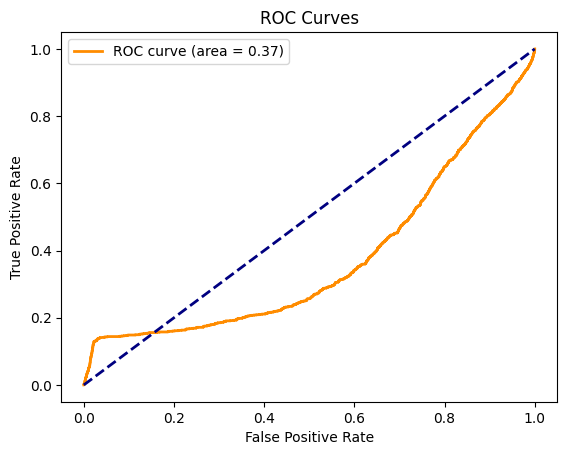 ROC Curves
ROC curve (area = 0.37)
True Positive Rate
1.0
0.8
0.6
0.4
0.2
0.0
0.0 0.2 0.4 0.6 0.8 1.0
False Positive Rate